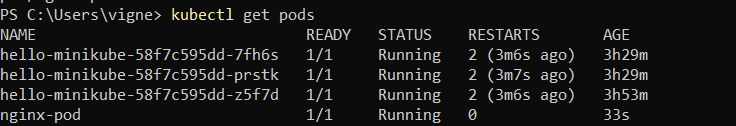 PS C:\Users\vigne> kubectl get pods
NAME READY STATUS RESTARTS AGE
hello-minikube-58f7c595dd-7fh6s 1/1 Running 2 (3m6s ago) 3h29m
hello-minikube-58f7c595dd-prstk 1/1 Running 2 (3m7s ago) 3h29m
hello-minikube-58f7c595dd-z5f7d 1/1 Running 2 (3m6s ago) 3h53m
nginx-pod 1/1 Running 0 33s